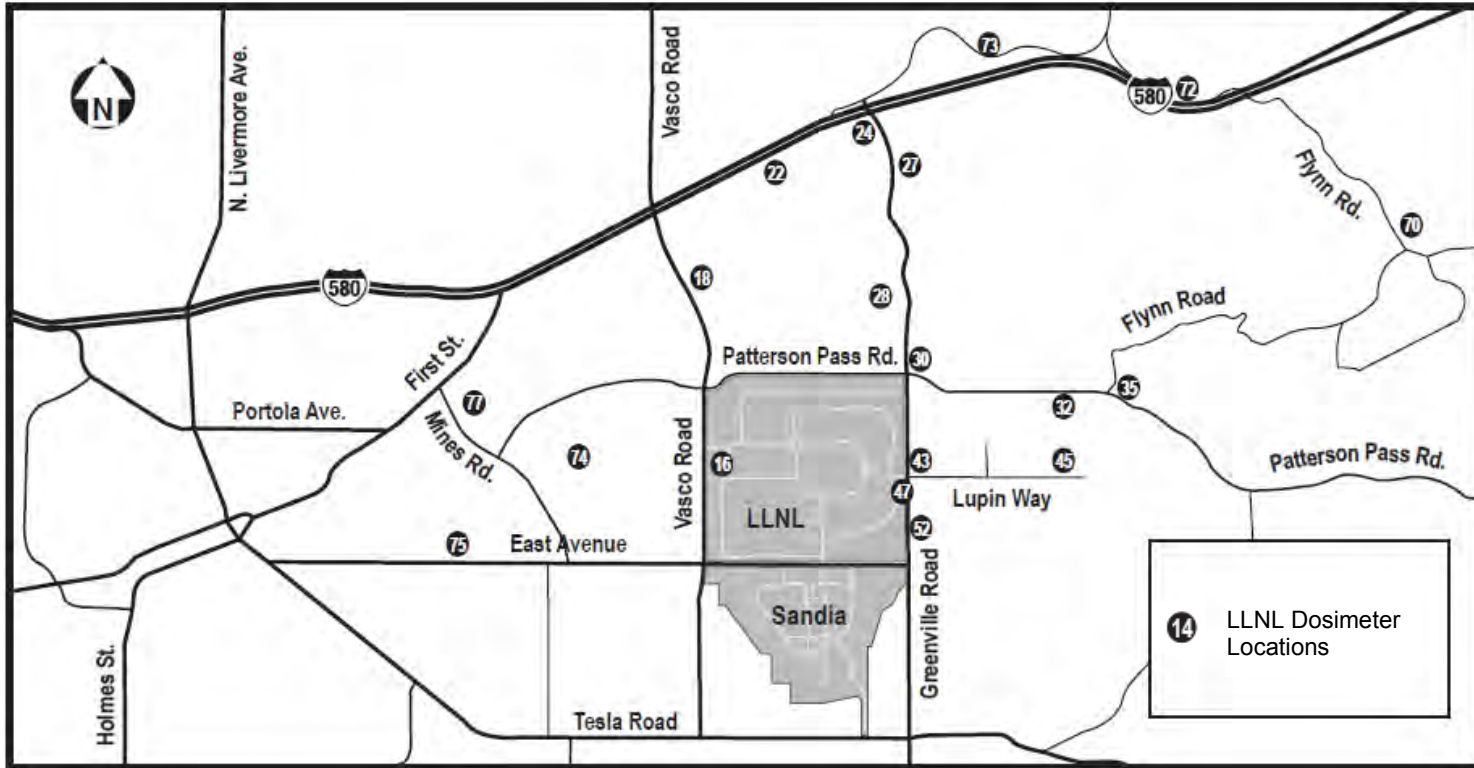 N
N. Livermore Ave.
Vasco Road
73
580
72
24
22
27
Flynn Rd.
70
18
28
580
Flynn Road
First St.
Patterson Pass Rd.
30
77
35
32
Portola Ave.
Mines Rd.
74
Vasco Road
16
43
45
Patterson Pass Rd.
47
Lupin Way
LLNL
52
75
East Avenue
Sandia
Greenville Road
14
LLNL Dosimeter
Locations
Holmes St.
Tesla Road